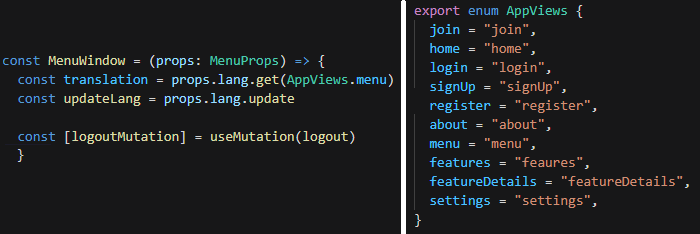 const MenuWindow = (props: MenuProps) => {
const translation = props.lang.get(AppViews.menu)
const updateLang = props.lang.update
const [logoutMutation] = useMutation(logout)
}
export enum AppViews {
join = "join",
home = "home",
login = "login",
signUp = "signUp",
register = "register",
about = "about",
menu = "menu",
features = "feaures",
featureDetails = "featureDetails",
settings = "settings",
}